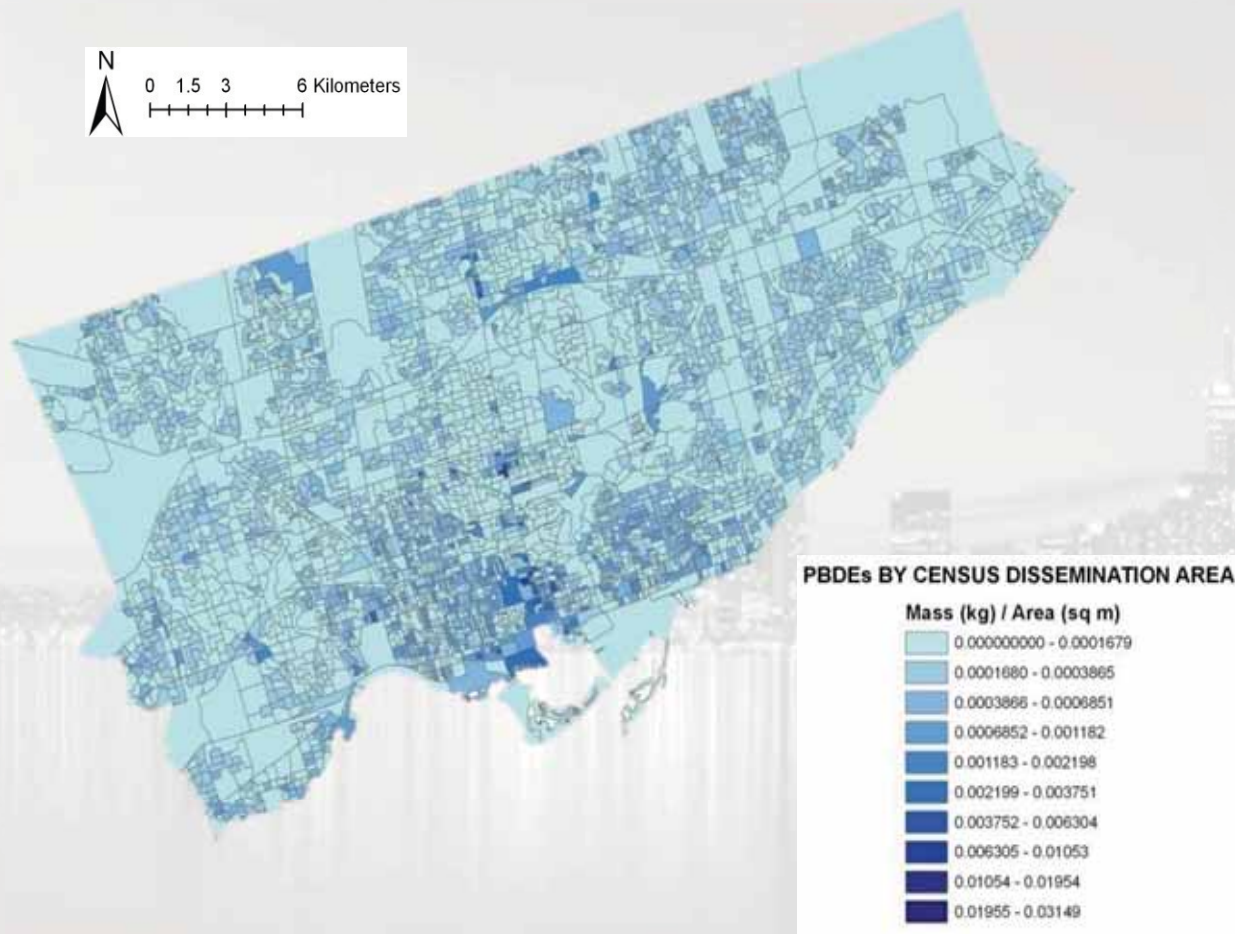 N
0 1.5 3 6 Kilometers
PBDEs BY CENSUS DISSEMINATION AREA
Mass (kg) / Area (sq m)
0.000000000 - 0.0001679
0.0001680 - 0.0003865
0.0003866 - 0.0006851
0.0006852 - 0.001182
0.001183 - 0.002198
0.002199 - 0.003751
0.003752 - 0.006304
0.006305 - 0.01053
0.01054 - 0.01954
0.01955 - 0.03149